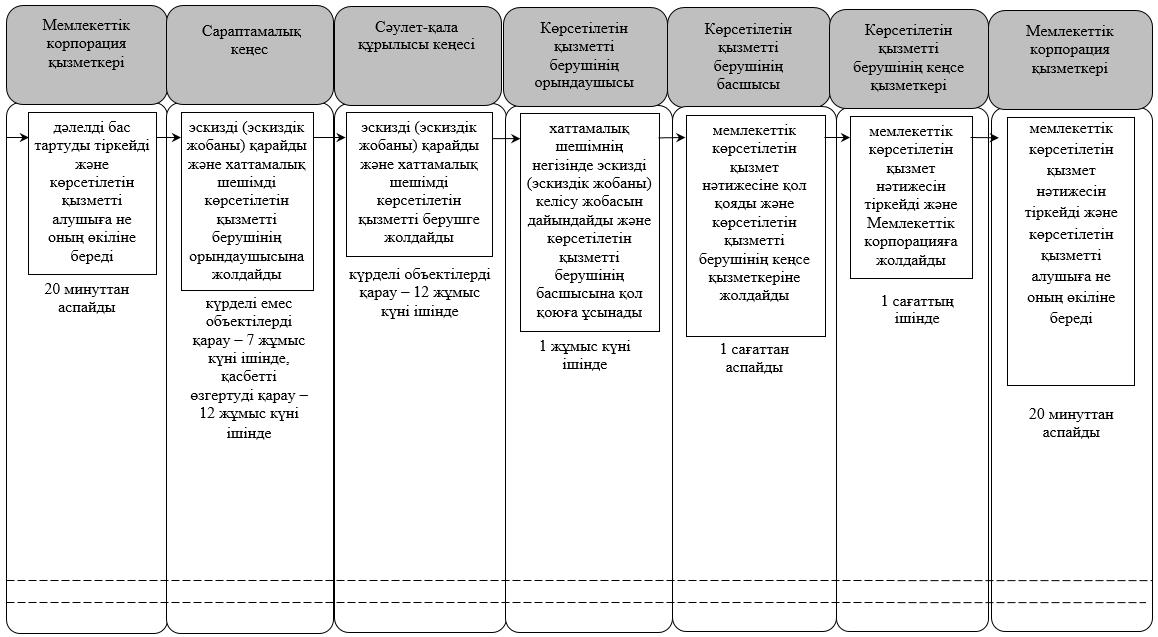 Мемлекеттік
корпорация
қызметкері
Сараптамалық
кеңес
Сәулет-қала
құрылысы кеңесі
Көрсетілетін
қызметті
берушінің
орындаушысы
Көрсетілетін
қызметті
берушінің
басшысы
Көрсетілетін
қызметті
берушінің кеңсе
қызметкері
Мемлекеттік
корпорация
қызметкері
дәлелді бас
тартуды тіркейді
және
көрсетілетін
қызметті
алушыға не
оның өкіліне
береді
20 минуттан
аспайды
эскизді (эскиздік
жобаны) қарайды
және хаттамалық
шешімді
көрсетілетін
қызметті
берушінің
орындаушысына
жолдайды
күрделі емес
объектілерді
қарау – 7 жұмыс
күні ішінде,
қасбетті
өзгертуді қарау –
12 жұмыс күні
ішінде
эскизді (эскиздік
жобаны) қарайды
және хаттамалық
шешімді
көрсетілетін
қызметті берушге
жолдайды
күрделі объектілерді
қарау – 12 жұмыс
күні ішінде
хаттамалық
шешімнің
негізінде эскизді
(эскиздік жобаны)
келісу жобасын
дайындайды және
көрсетілетін
қызметті
берушінің
басшысына қол
қоюға ұсынады
1 жұмыс күні
ішінде
мемлекеттік
көрсетілетін
қызмет
нәтижесіне қол
қояды және
көрсетілетін
қызметті
берушінің кеңсе
қызметкеріне
жолдайды
1 сағаттан
аспайды
мемлекеттік
көрсетілетін
қызмет
нәтижесін
тіркейді және
Мемлекеттік
корпорацияға
жолдайды
1 сағаттың
ішінде
мемлекеттік
көрсетілетін
қызмет
нәтижесін
тіркейді және
көрсетілетін
қызметті
алушыға не
оның өкіліне
береді
20 минуттан
аспайды